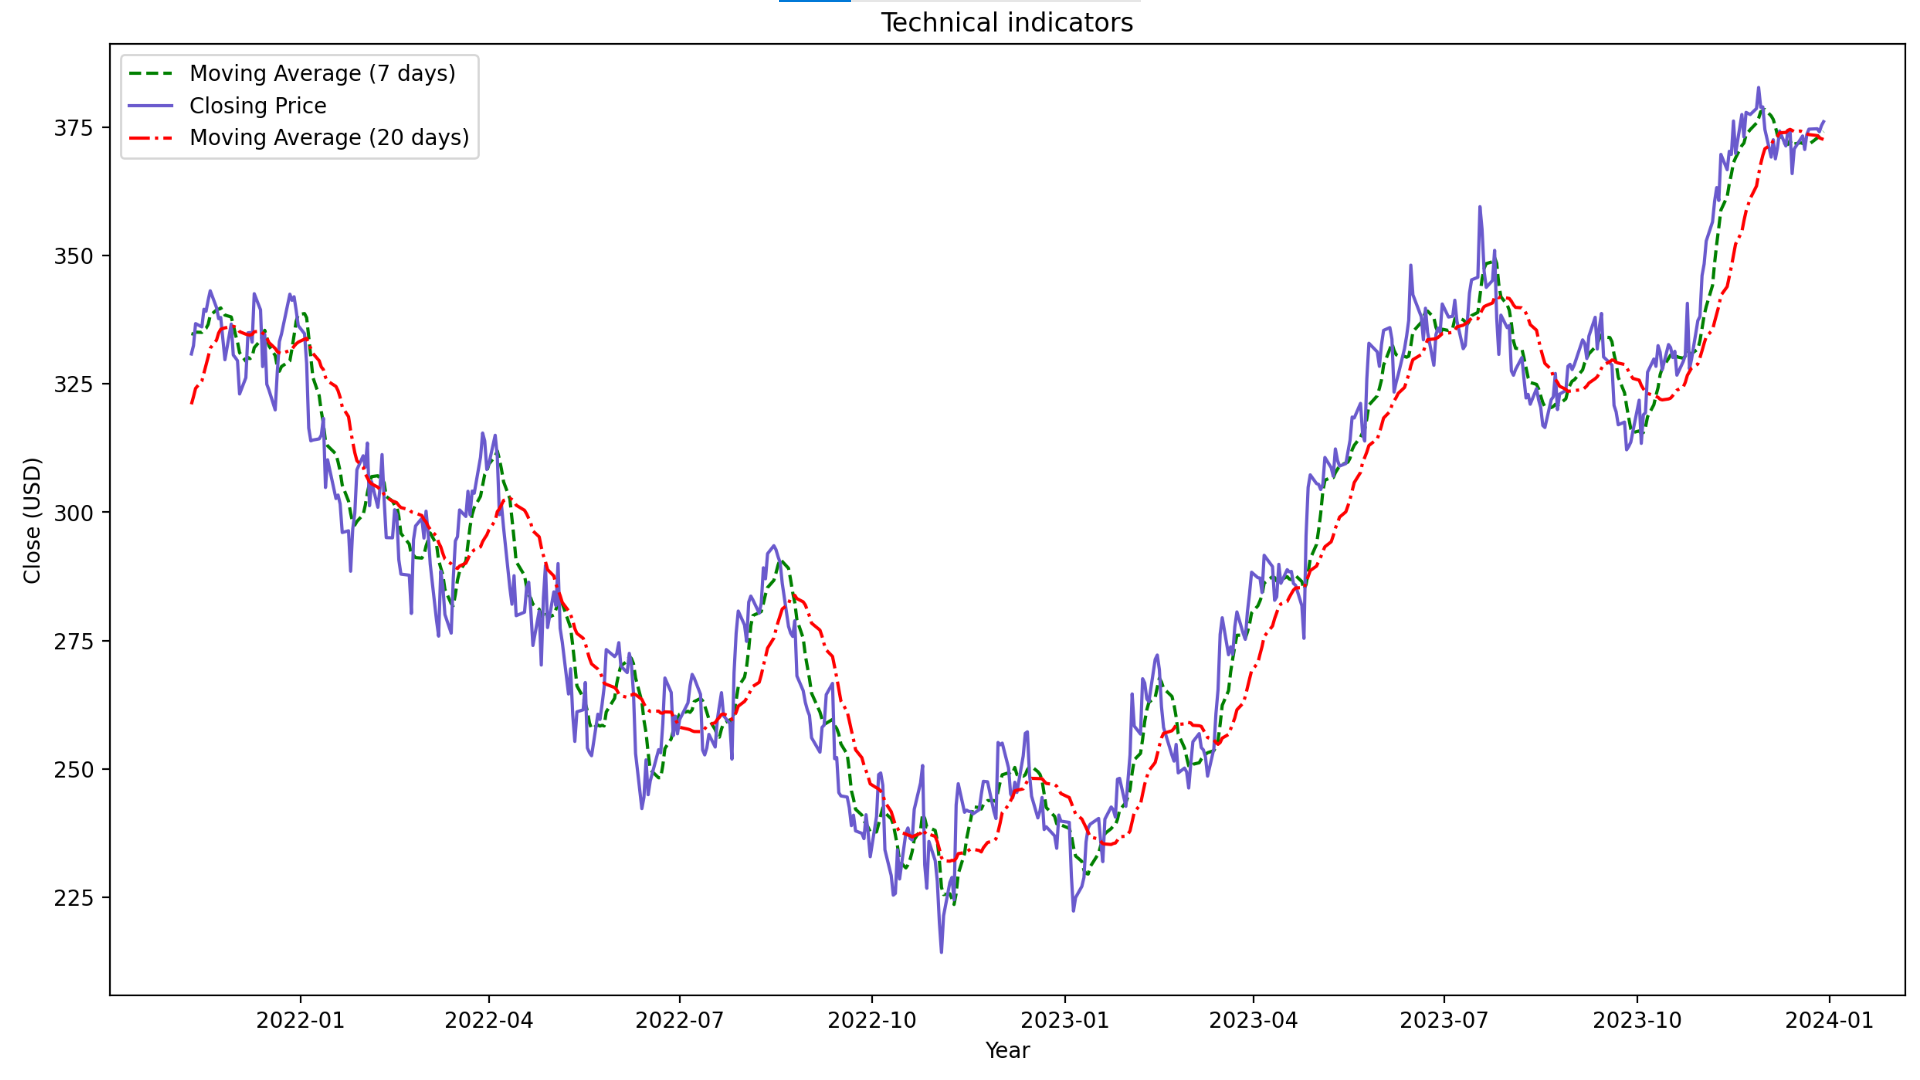 Technical indicators
Moving Average (7 days)
Closing Price
Moving Average (20 days)
375
350
325
300
275
250
225
Close (USD)
2022-01 2022-04 2022-07 2022-10 2023-01 2023-04 2023-07 2023-10 2024-01
Year